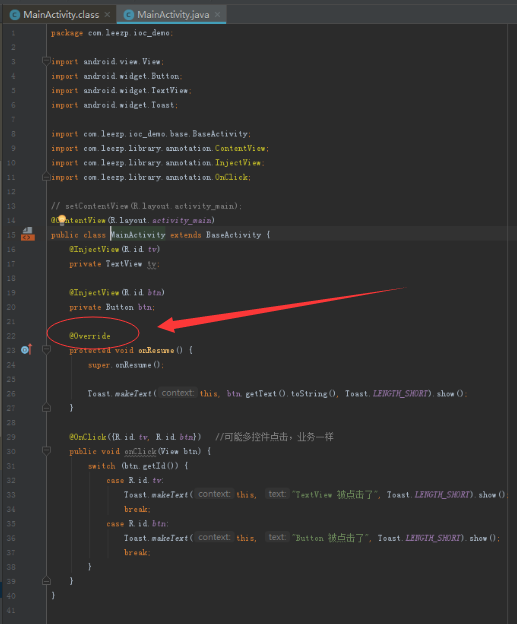 MainActivity.class MainActivity.java
1 package com.leezp.ioc_demo;
2
3 import android.view.View;
4 import android.widget.Button;
5 import android.widget.TextView;
6 import android.widget.Toast;
7
8 import com.leezp.ioc_demo.base.BaseActivity;
9 import com.leezp.library.annotation.ContentView;
10 import com.leezp.library.annotation.InjectView;
11 import com.leezp.library.annotation.OnClick;
12
13 // setContentView(R.layout.activity_main);
14 @ContentView(R.layout.activity_main)
15 public class MainActivity extends BaseActivity {
16 @InjectView(R.id.tv)
17 private TextView tv;
18
19 @InjectView(R.id.btn)
20 private Button btn;
21
22 @Override
23 protected void onResume() {
24 super.onResume();
25
26 Toast.makeText( context: this, btn.getText().toString(), Toast.LENGTH_SHORT).show();
27 }
28
29 @OnClick({R.id.tv, R.id.btn}) //可能多控件点击，业务一样
30 public void onClick(View btn) {
31 switch (btn.getId()) {
32 case R.id.tv:
33 Toast.makeText( context: this, text: "TextView 被点击了", Toast.LENGTH_SHORT).show()
34 break;
35 case R.id.btn:
36 Toast.makeText( context: this, text: "Button 被点击了", Toast.LENGTH_SHORT).show();
37 break;
38 }
39 }
40 }
41